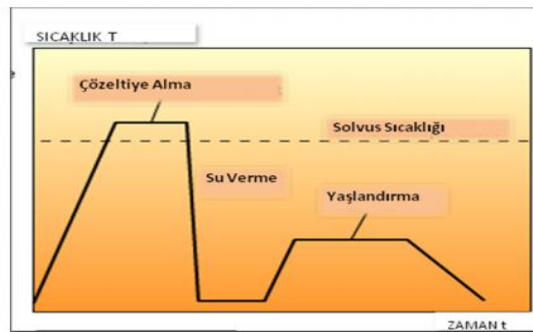 SICAKLIK T
Çözeltiye Alma
Solvus Sıcaklığı
Su Verme
Yaşlandırma
ZAMAN t